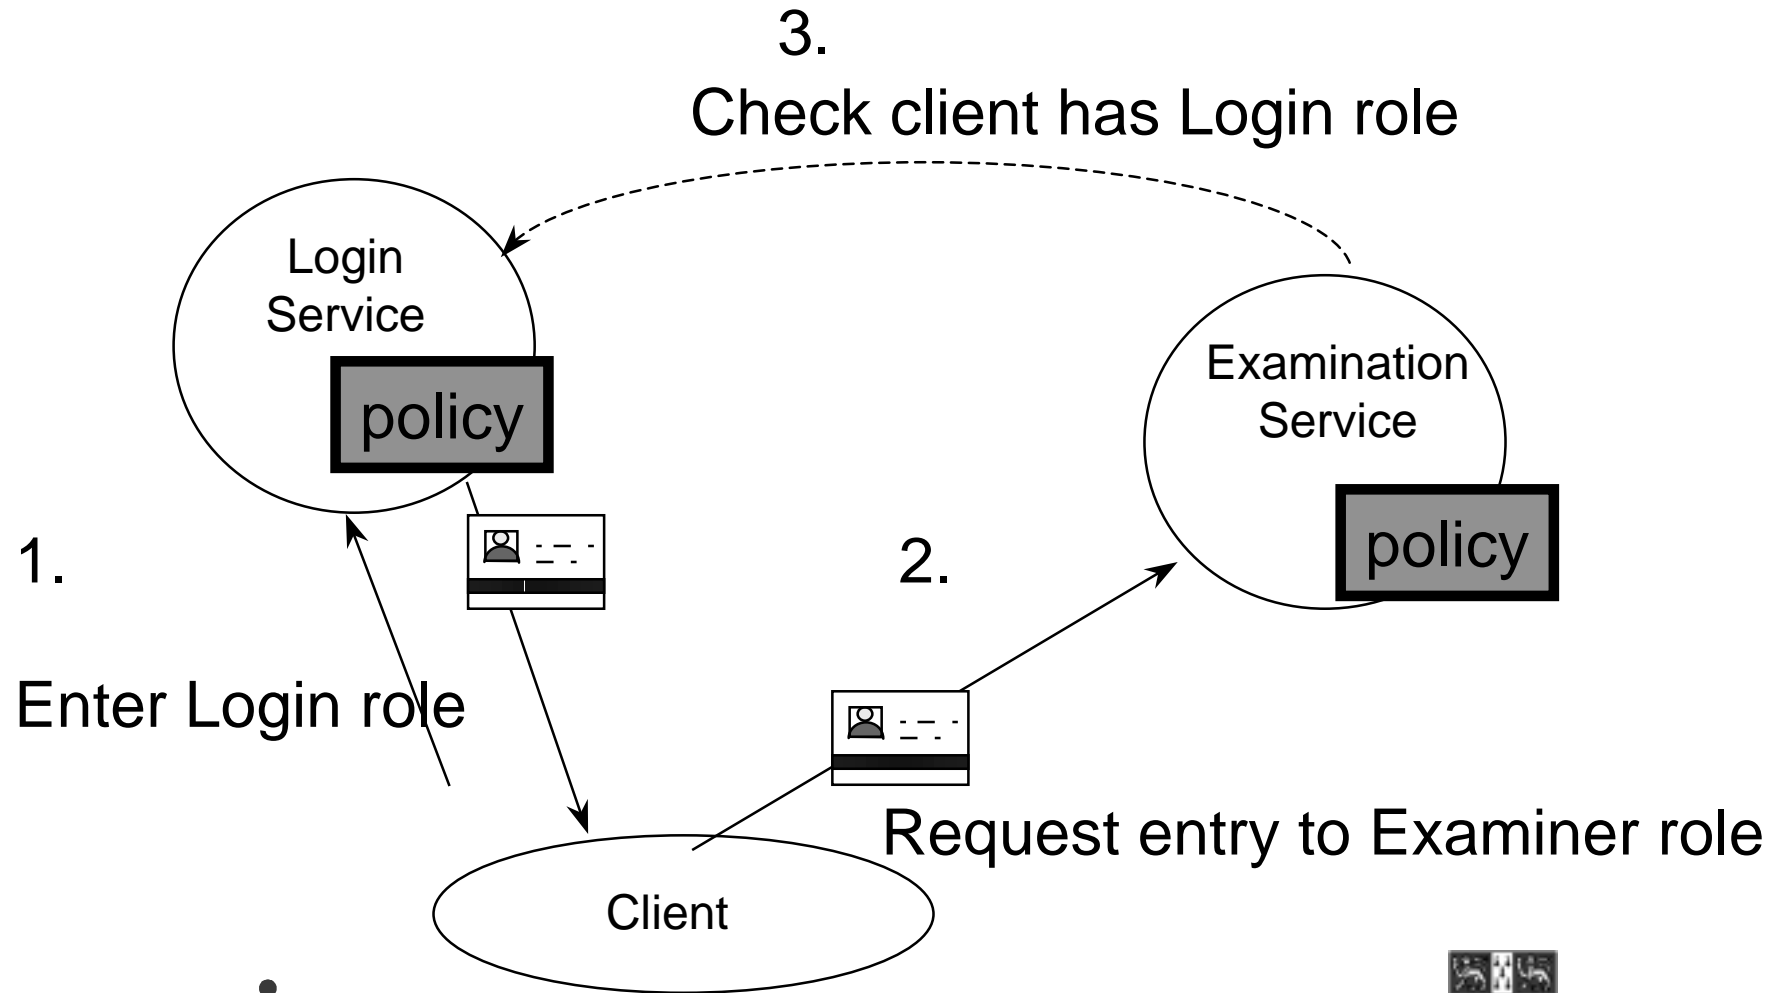 3.
Check client has Login role
Login
Service
policy
Examination
Service
policy
1.
Enter Login role
2.
Request entry to Examiner role
Client